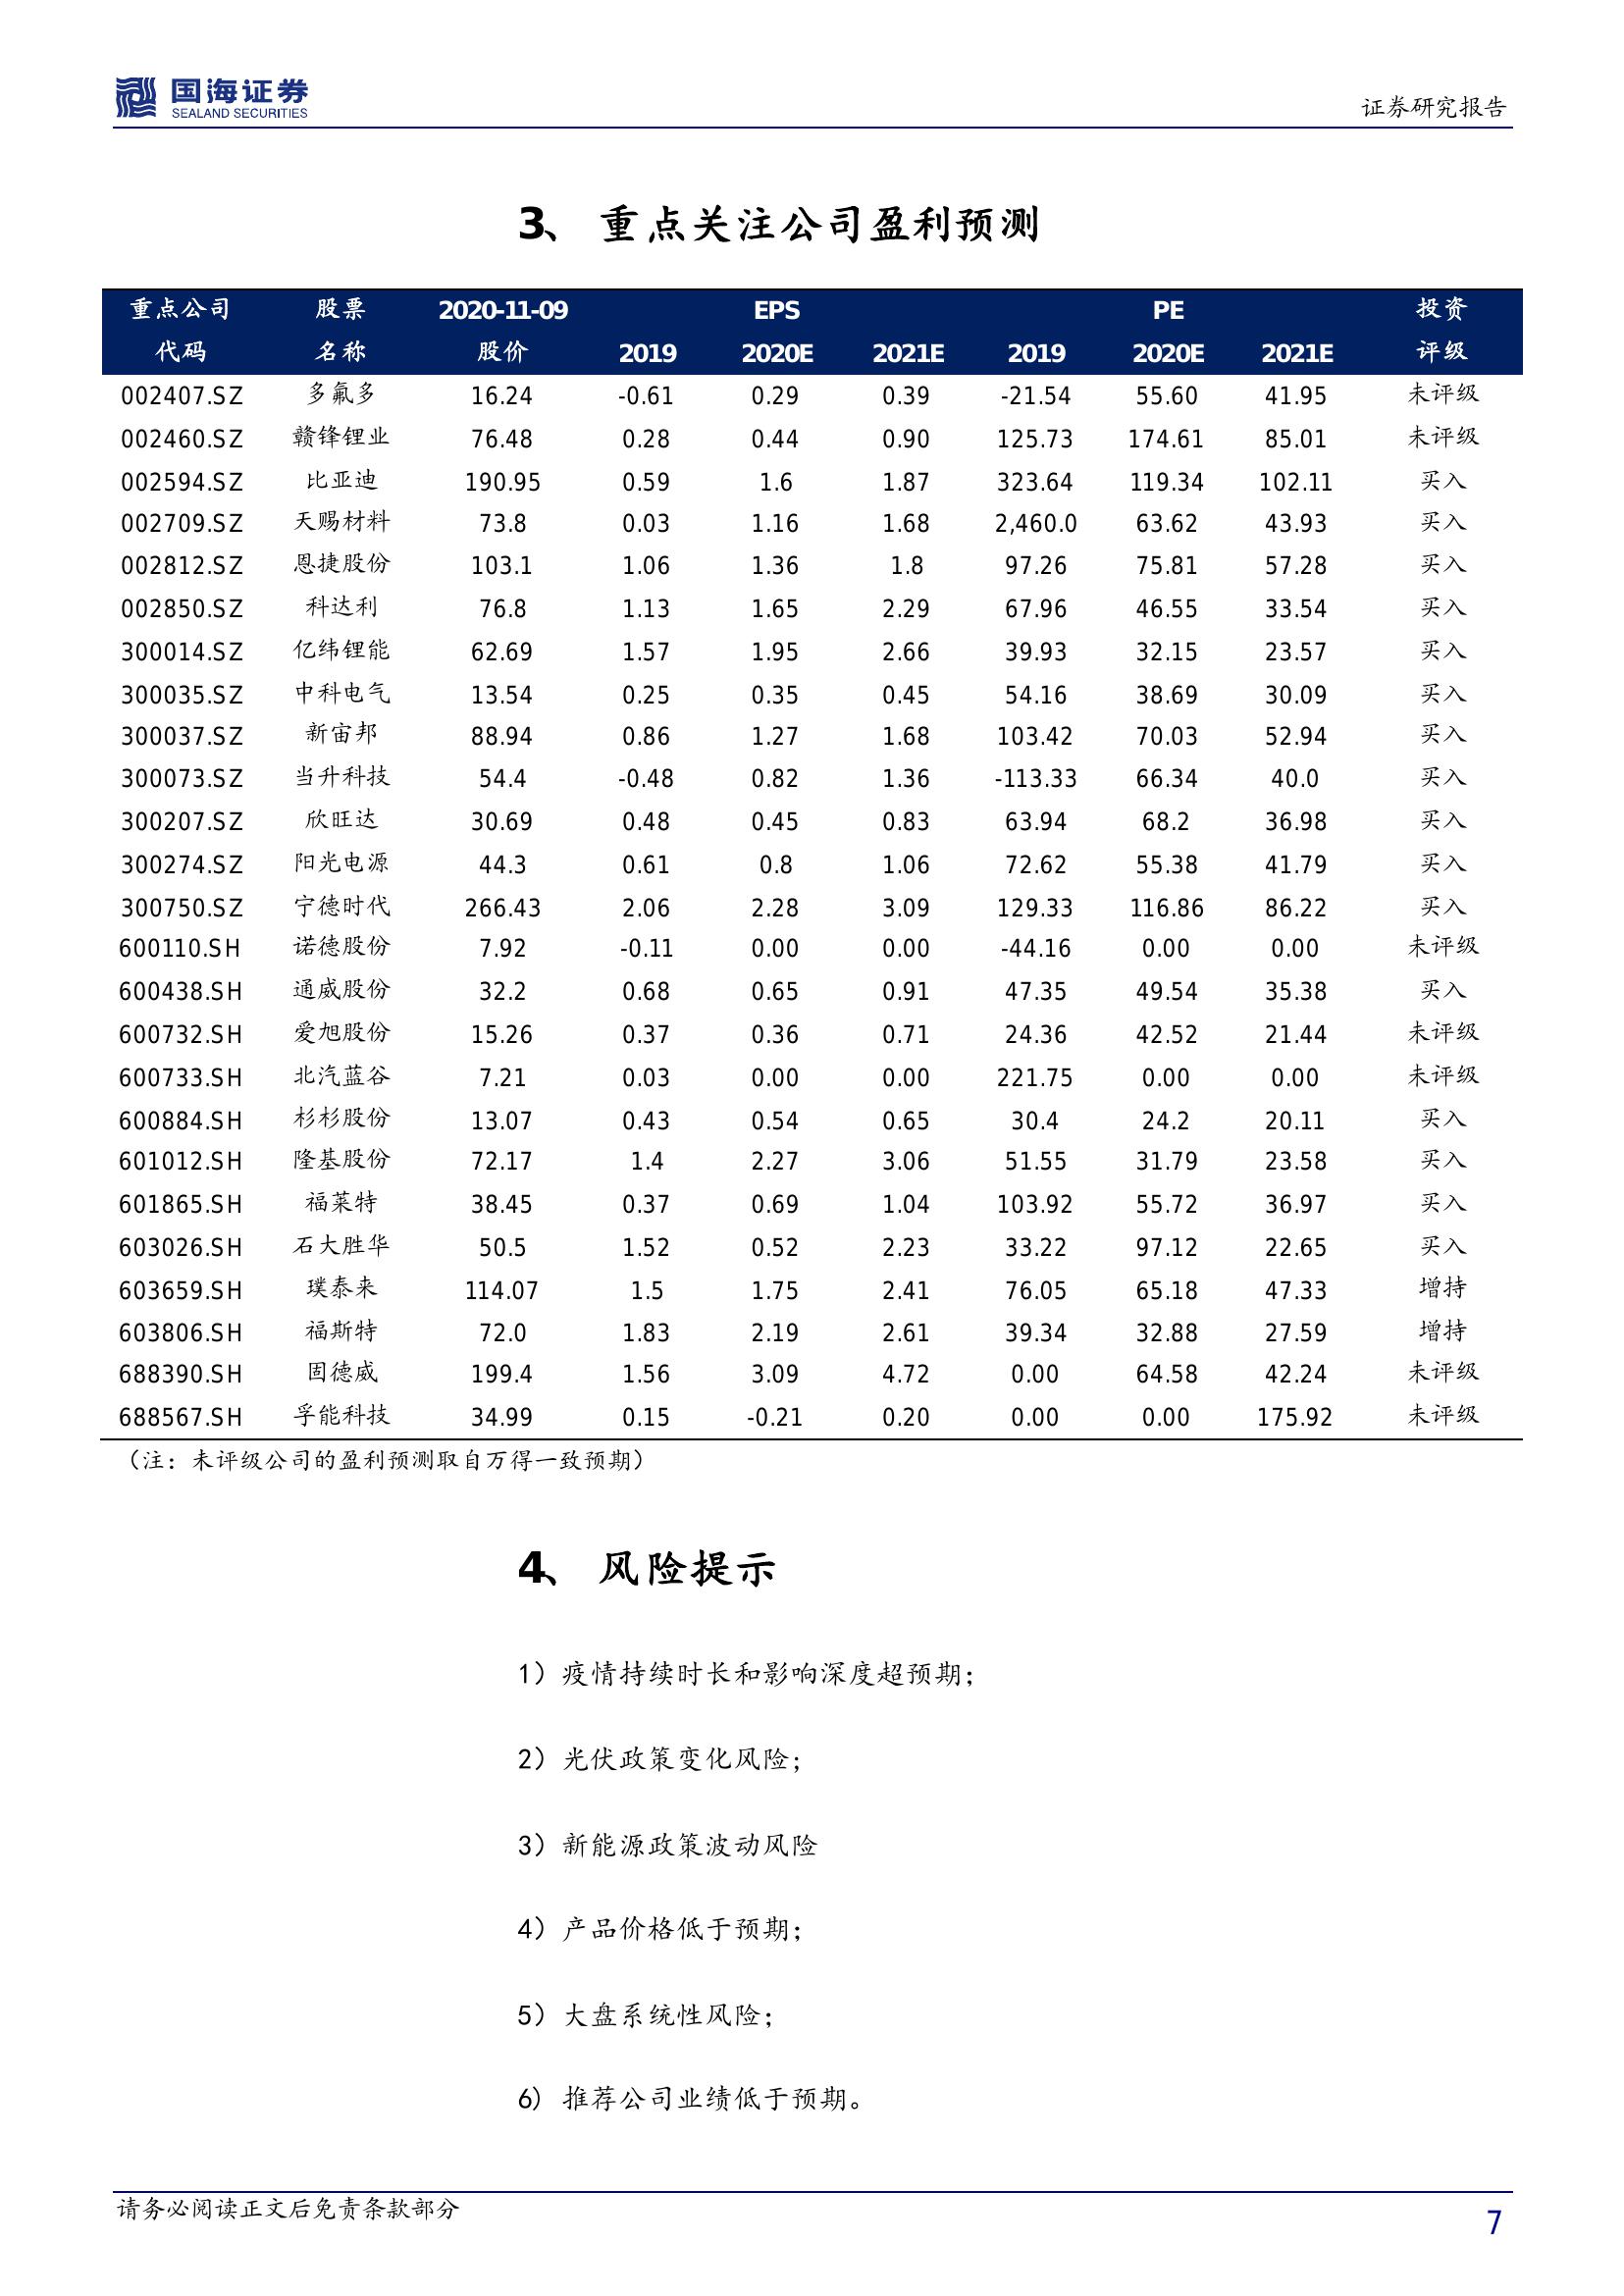 国海证券
SEALAND SECURITIES
证券研究报告
3、 重点关注公司盈利预测
重点公司 股票 2020-11-09 EPS PE 投资
代码 名称 股价 2019 2020E 2021E 2019 2020E 2021E 评级
002407.SZ 多氟多 16.24 -0.61 0.29 0.39 -21.54 55.60 41.95 未评级
002460.SZ 赣锋锂业 76.48 0.28 0.44 0.90 125.73 174.61 85.01 未评级
002594.SZ 比亚迪 190.95 0.59 1.6 1.87 323.64 119.34 102.11 买入
002709.SZ 天赐材料 73.8 0.03 1.16 1.68 2,460.0 63.62 43.93 买入
002812.SZ 恩捷股份 103.1 1.06 1.36 1.8 97.26 75.81 57.28 买入
002850.SZ 科达利 76.8 1.13 1.65 2.29 67.96 46.55 33.54 买入
300014.SZ 亿纬锂能 62.69 1.57 1.95 2.66 39.93 32.15 23.57 买入
300035.SZ 中科电气 13.54 0.25 0.35 0.45 54.16 38.69 30.09 买入
300037.SZ 新宙邦 88.94 0.86 1.27 1.68 103.42 70.03 52.94 买入
300073.SZ 当升科技 54.4 -0.48 0.82 1.36 -113.33 66.34 40.0 买入
300207.SZ 欣旺达 30.69 0.48 0.45 0.83 63.94 68.2 36.98 买入
300274.SZ 阳光电源 44.3 0.61 0.8 1.06 72.62 55.38 41.79 买入
300750.SZ 宁德时代 266.43 2.06 2.28 3.09 129.33 116.86 86.22 买入
600110.SH 诺德股份 7.92 -0.11 0.00 0.00 -44.16 0.00 0.00 未评级
600438.SH 通威股份 32.2 0.68 0.65 0.91 47.35 49.54 35.38 买入
600732.SH 爱旭股份 15.26 0.37 0.36 0.71 24.36 42.52 21.44 未评级
600733.SH 北汽蓝谷 7.21 0.03 0.00 0.00 221.75 0.00 0.00 未评级
600884.SH 杉杉股份 13.07 0.43 0.54 0.65 30.4 24.2 20.11 买入
601012.SH 隆基股份 72.17 1.4 2.27 3.06 51.55 31.79 23.58 买入
601865.SH 福莱特 38.45 0.37 0.69 1.04 103.92 55.72 36.97 买入
603026.SH 石大胜华 50.5 1.52 0.52 2.23 33.22 97.12 22.65 买入
603659.SH 璞泰来 114.07 1.5 1.75 2.41 76.05 65.18 47.33 增持
603806.SH 福斯特 72.0 1.83 2.19 2.61 39.34 32.88 27.59 增持
688390.SH 固德威 199.4 1.56 3.09 4.72 0.00 64.58 42.24 未评级
688567.SH 孚能科技 34.99 0.15 -0.21 0.20 0.00 0.00 175.92 未评级
（注：未评级公司的盈利预测取自万得一致预期）
4、 风险提示
1）疫情持续时长和影响深度超预期；
2）光伏政策变化风险；
3）新能源政策波动风险
4）产品价格低于预期；
5）大盘系统性风险；
6）推荐公司业绩低于预期。
请务必阅读正文后免责条款部分
7